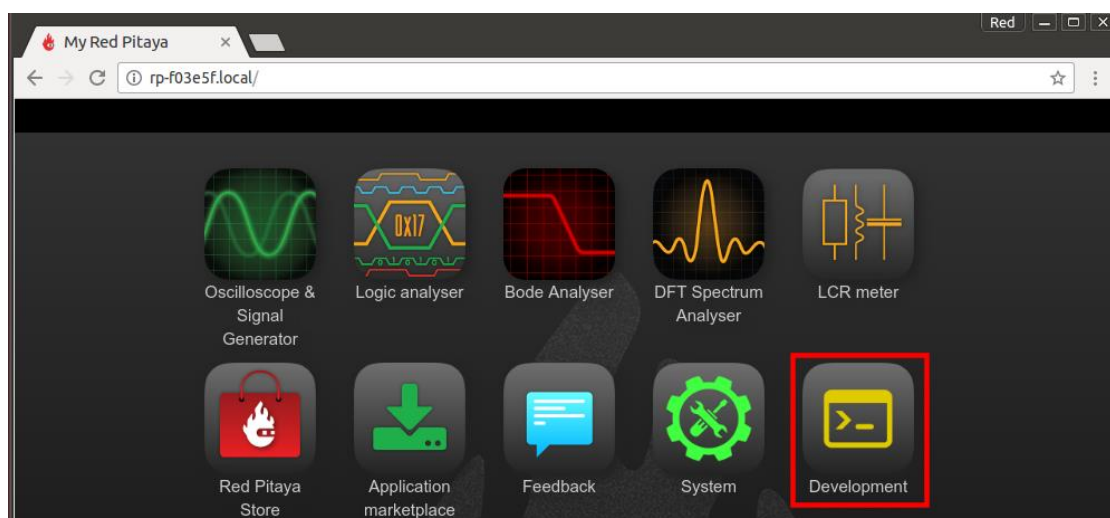 Red
My Red Pitaya
rp-f03e5f.local/
0X17
Oscilloscope &
Signal
Generator
Logic analyser
Bode Analyser
DFT Spectrum
Analyser
LCR meter
Red Pitaya
Store
Application
marketplace
Feedback
System
Development